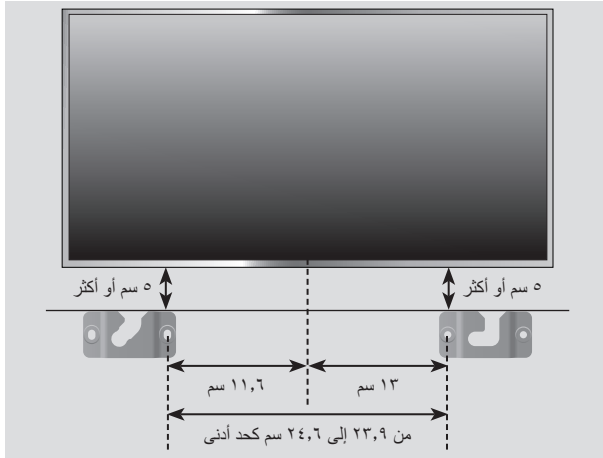 ٥ سم أو أكثر
٥ سم أو أكثر
١٣ سم
١١,٦ سم
من ٢٣,٩ إلى ٢٤,٦ سم كحد أدنى